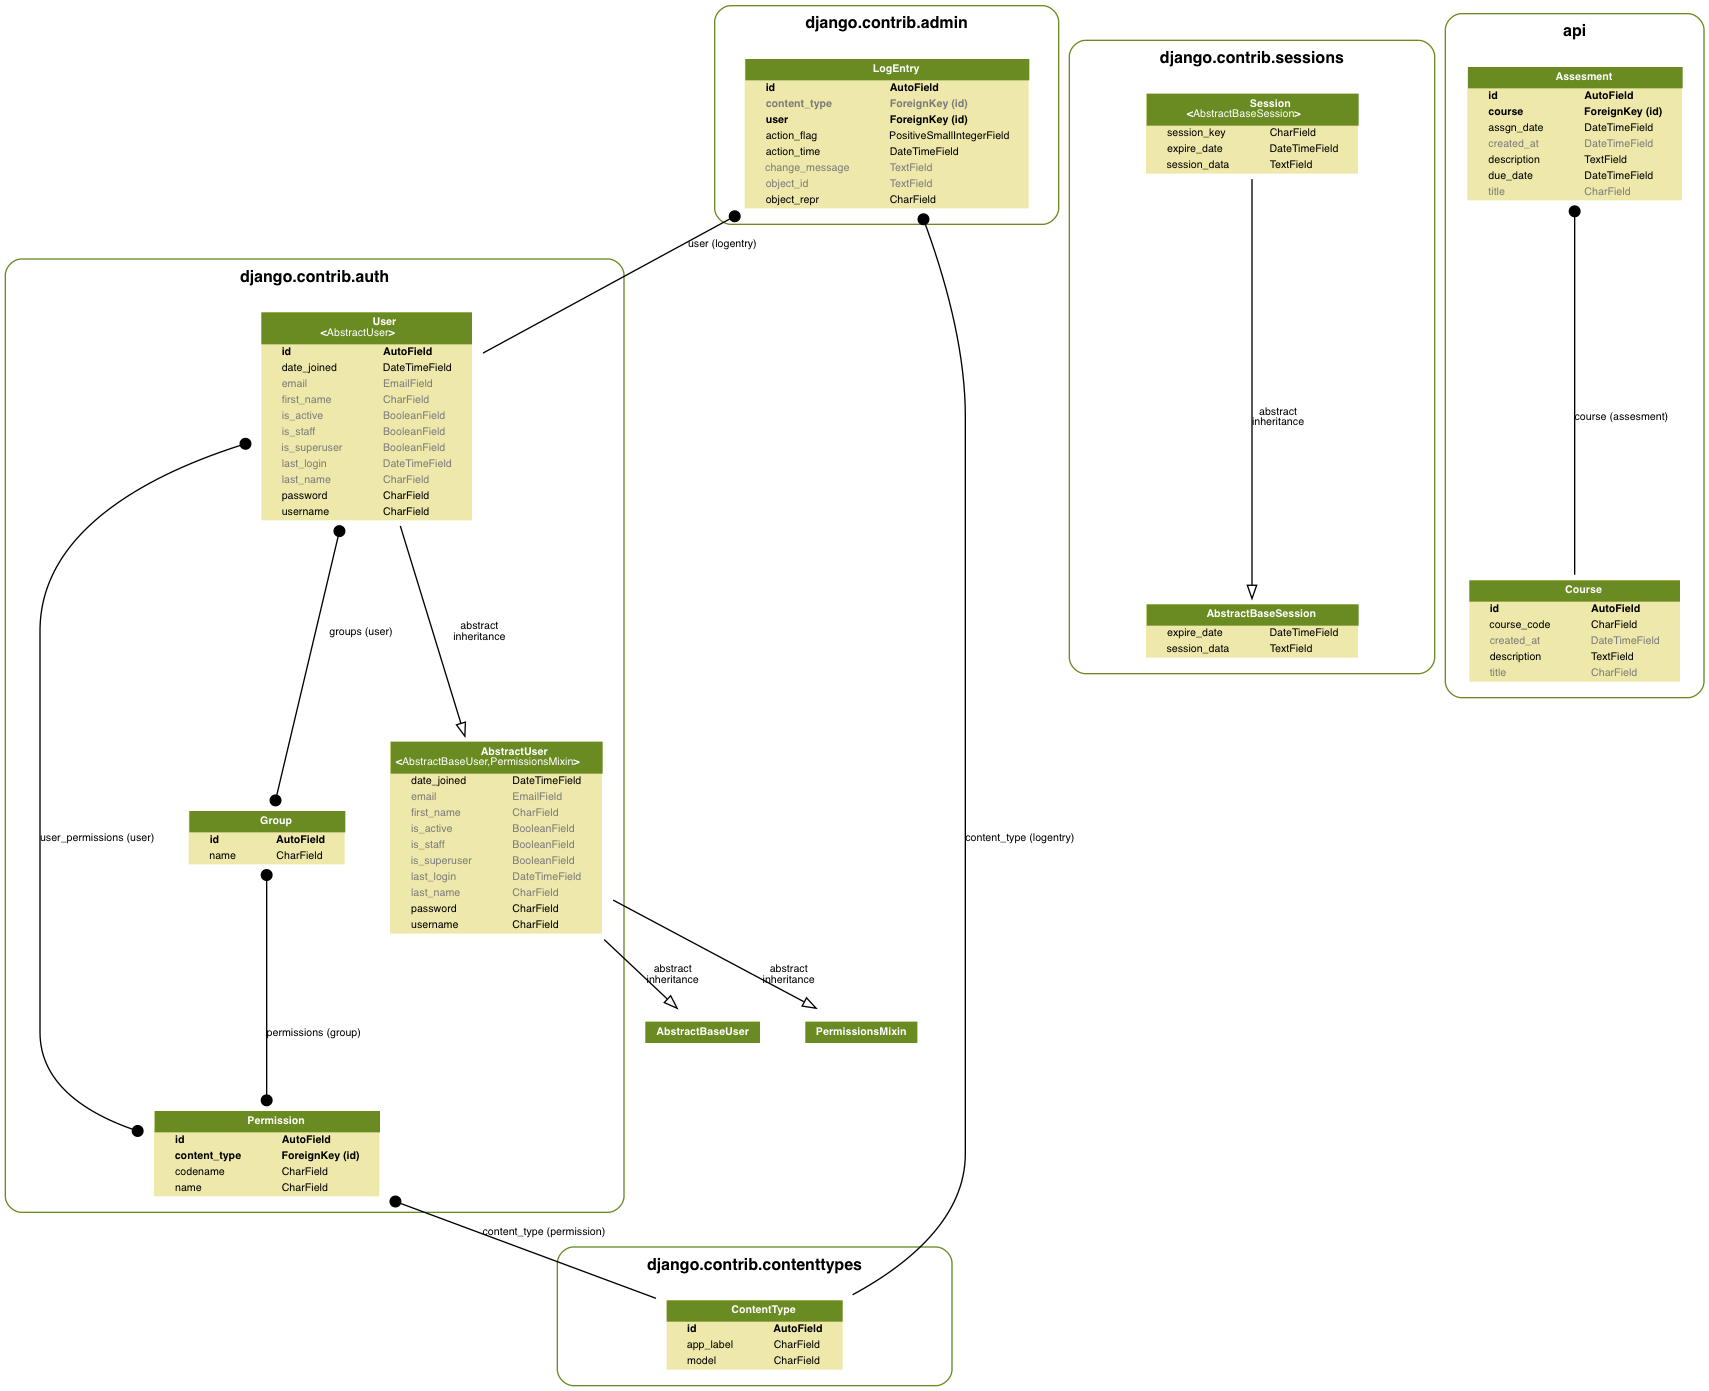 django.contrib.admin
LogEntry
id AutoField
content_type ForeignKey (id)
user ForeignKey (id)
action_flag PositiveSmallIntegerField
action_time DateTimeField
change_message TextField
object_id TextField
object_repr CharField
django.contrib.sessions
Session
<AbstractBaseSession>
session_key CharField
expire_date DateTimeField
session_data TextField
abstract
inheritance
AbstractBaseSession
expire_date DateTimeField
session_data TextField
api
Assesment
id AutoField
course ForeignKey (id)
assgn_date DateTimeField
created_at DateTimeField
description TextField
due_date DateTimeField
title CharField
course (assesment)
Course
id AutoField
course_code CharField
created_at DateTimeField
description TextField
title CharField
user (logentry)
django.contrib.auth
User
<AbstractUser>
id AutoField
date_joined DateTimeField
email EmailField
first_name CharField
is_active BooleanField
is_staff BooleanField
is_superuser BooleanField
last_login DateTimeField
last_name CharField
password CharField
username CharField
groups (user)
abstract
inheritance
AbstractUser
<AbstractBaseUser,PermissionsMixin>
date_joined DateTimeField
email EmailField
first_name CharField
is_active BooleanField
is_staff BooleanField
is_superuser BooleanField
last_login DateTimeField
last_name CharField
password CharField
username CharField
Group
id AutoField
name CharField
user_permissions (user)
content_type (logentry)
abstract
inheritance
abstract
inheritance
AbstractBaseUser
PermissionsMixin
permissions (group)
Permission
id AutoField
content_type ForeignKey (id)
codename CharField
name CharField
content_type (permission)
django.contrib.contenttypes
ContentType
id AutoField
app_label CharField
model CharField